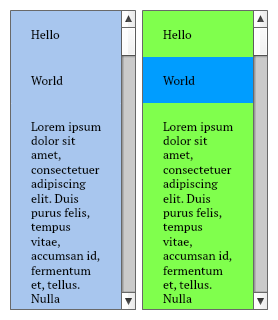 Hello
World
Lorem ipsum
dolor sit
amet,
consectetuer
adipiscing
elit. Duis
purus felis,
tempus
vitae,
accumsan id,
fermentum
et, tellus.
Nulla
Hello
World
Lorem ipsum
dolor sit
amet,
consectetuer
adipiscing
elit. Duis
purus felis,
tempus
vitae,
accumsan id,
fermentum
et, tellus.
Nulla